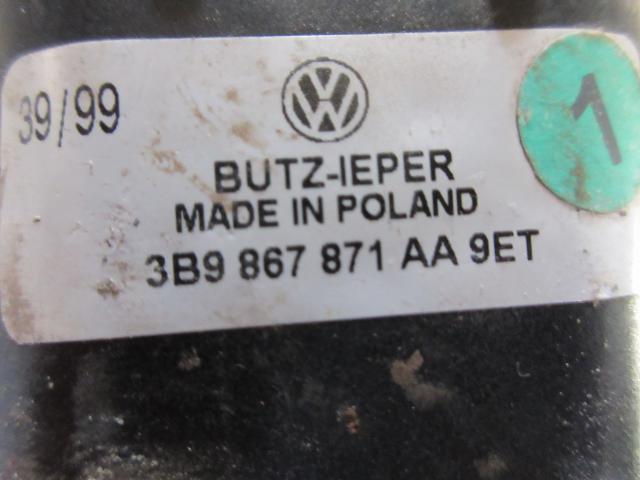 39/99
1
BUTZ-IEPER
MADE IN POLAND
3B9 867 871 AA 9ET